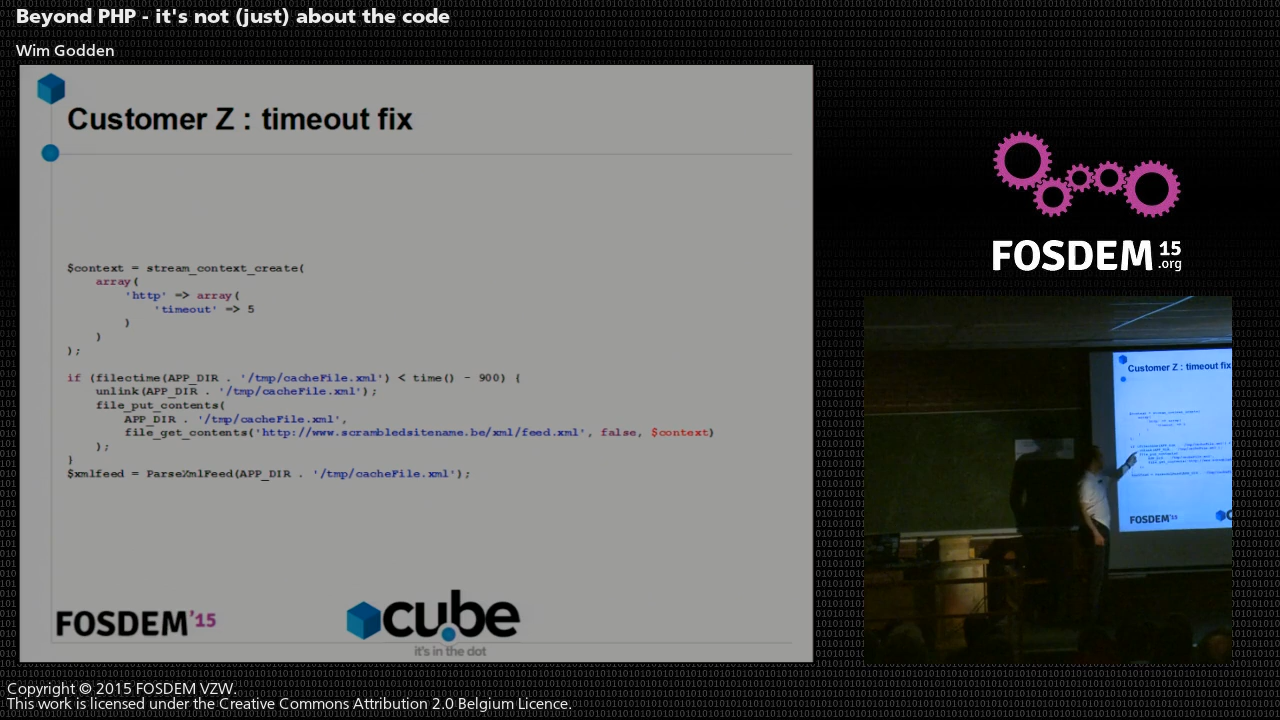 Beyond PHP - it's not (just) about the code
Wim Godden
Customer Z : timeout fix
$context = stream_context_create(
    array(
        'http' => array(
            'timeout' => 5
        )
    )
);
if (filectime(APP_DIR . '/tmp/cacheFile.xml') < time() - 900) {
    unlink(APP_DIR . '/tmp/cacheFile.xml');
    file_put_contents(
        APP_DIR . '/tmp/cacheFile.xml',
        file_get_contents('http://www.scrambledsitename.be/xml/feed.xml', false, $context)
    );
}
$xmlfeed = ParseXmlFeed(APP_DIR . '/tmp/cacheFile.xml');
FOSDEM'15
cu.be
it's in the dot
FOSDEM 15
.org
Customer Z : timeout fix
FOSDEM'15
Copyright © 2015 FOSDEM VZW.
This work is licensed under the Creative Commons Attribution 2.0 Belgium Licence.